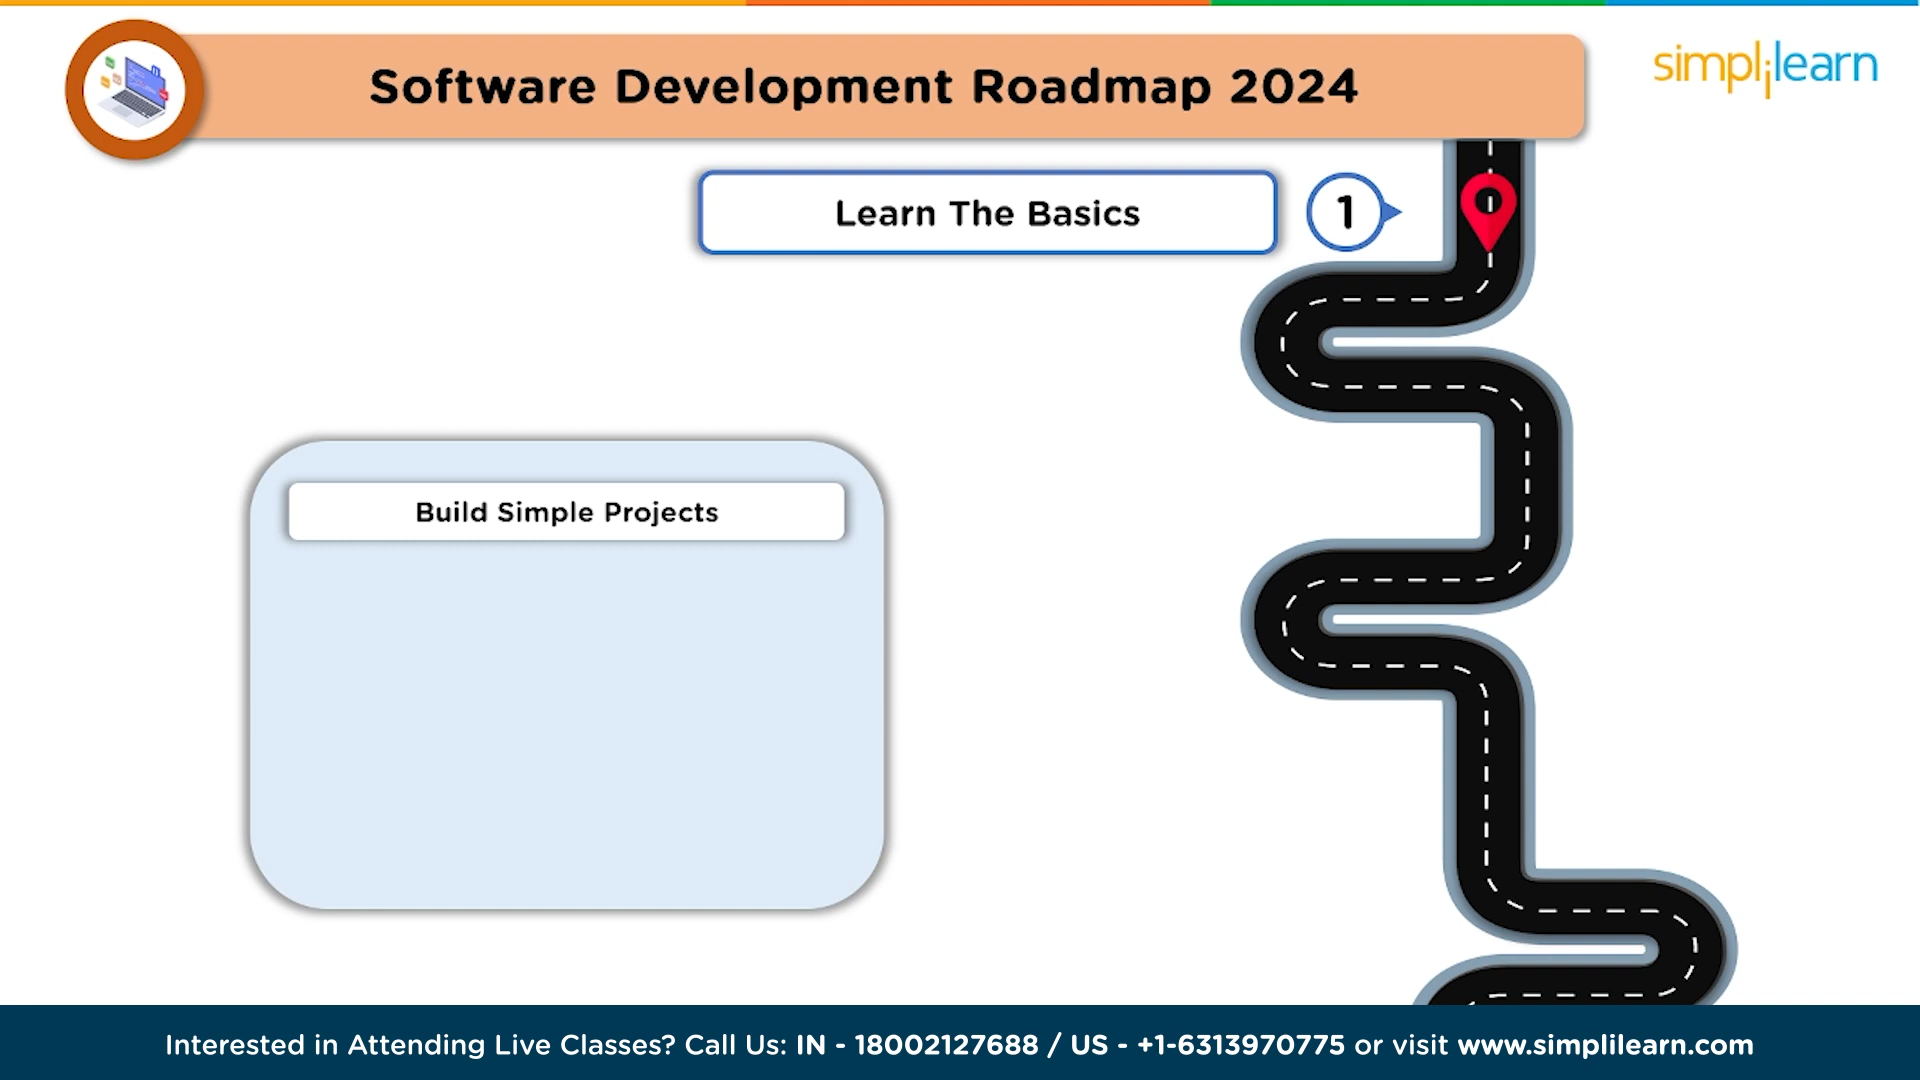 Software Development Roadmap 2024
simplilearn
Learn The Basics
1
Build Simple Projects
Interested in Attending Live Classes? Call Us: IN - 18002127688 / US - +1-6313970775 or visit www.simplilearn.com